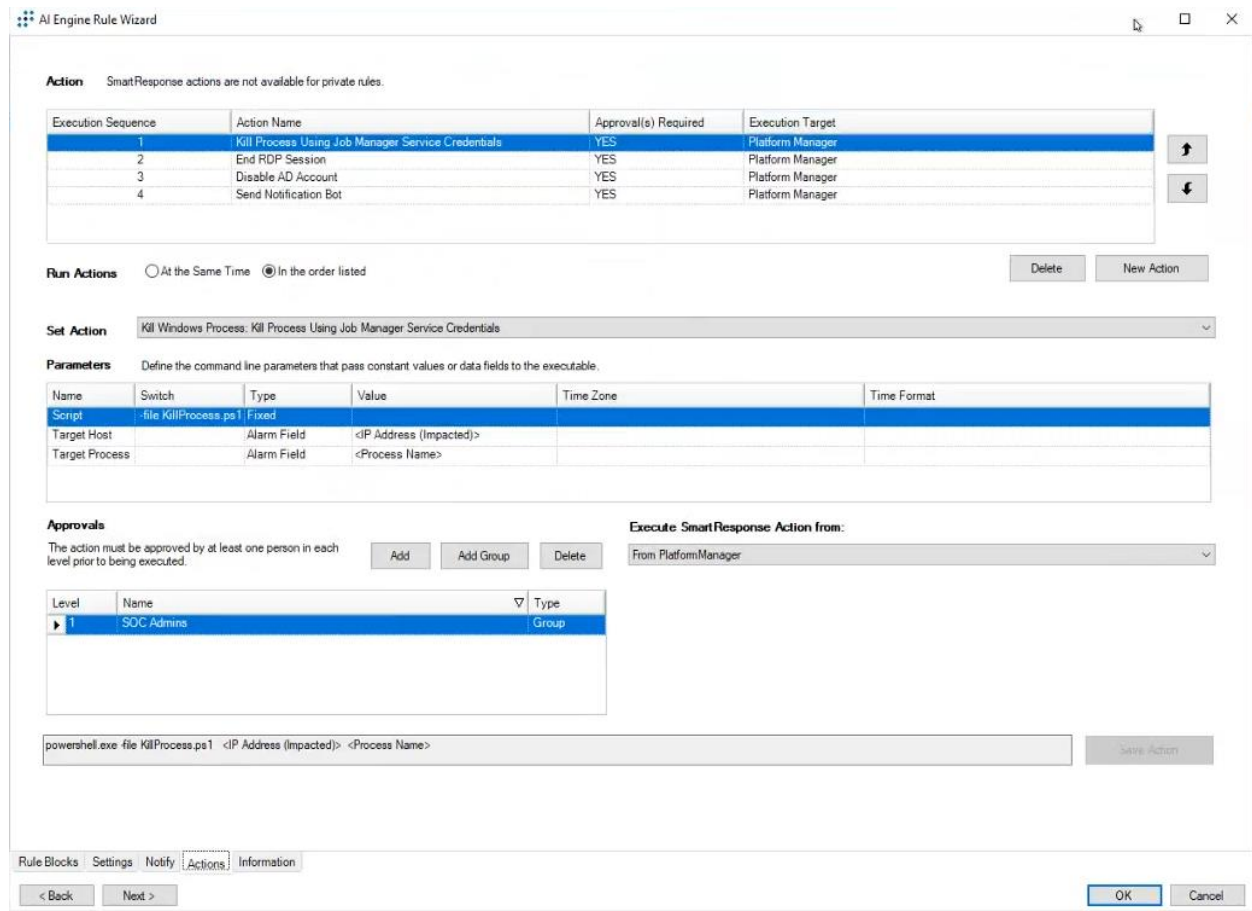 AI Engine Rule Wizard
Action SmartResponse actions are not available for private rules.
Execution Sequence Action Name Approval(s) Required Execution Target
1 Kill Process Using Job Manager Service Credentials YES Platform Manager
2 End RDP Session YES Platform Manager
3 Disable AD Account YES Platform Manager
4 Send Notification Bot YES Platform Manager
Run Actions At the Same Time In the order listed Delete New Action
Set Action Kill Windows Process: Kill Process Using Job Manager Service Credentials
Parameters Define the command line parameters that pass constant values or data fields to the executable.
Name Switch Type Value Time Zone Time Format
Script -file KillProcess.ps1 Fixed
Target Host Alarm Field <IP Address (Impacted)>
Target Process Alarm Field <Process Name>
Approvals Execute SmartResponse Action from:
The action must be approved by at least one person in each
level prior to being executed.
Add Add Group Delete From PlatformManager
Level Name Type
1 SOC Admins Group
powershell.exe -file KillProcess.ps1 <IP Address (Impacted)> <Process Name> Save Action
Rule Blocks Settings Notify Actions Information
< Back Next > OK Cancel